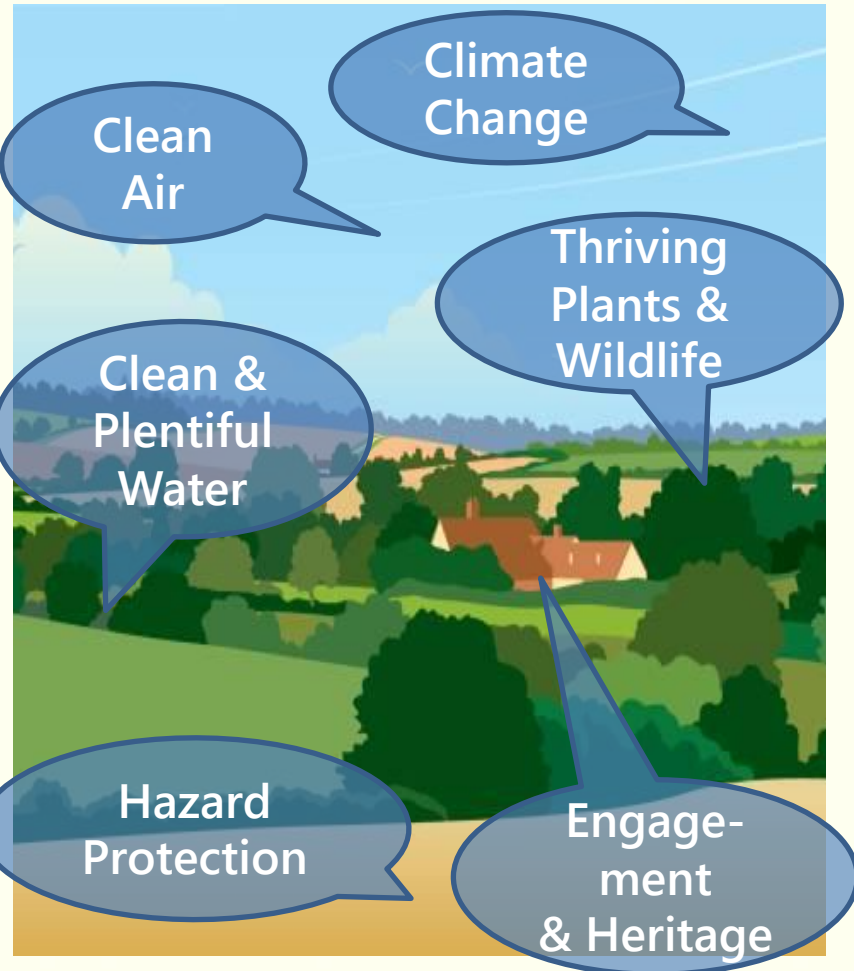 Climate
Change
Clean
Air
Thriving
Plants &
Wildlife
Clean &
Plentiful
Water
Hazard
Protection
Engage-
ment
& Heritage